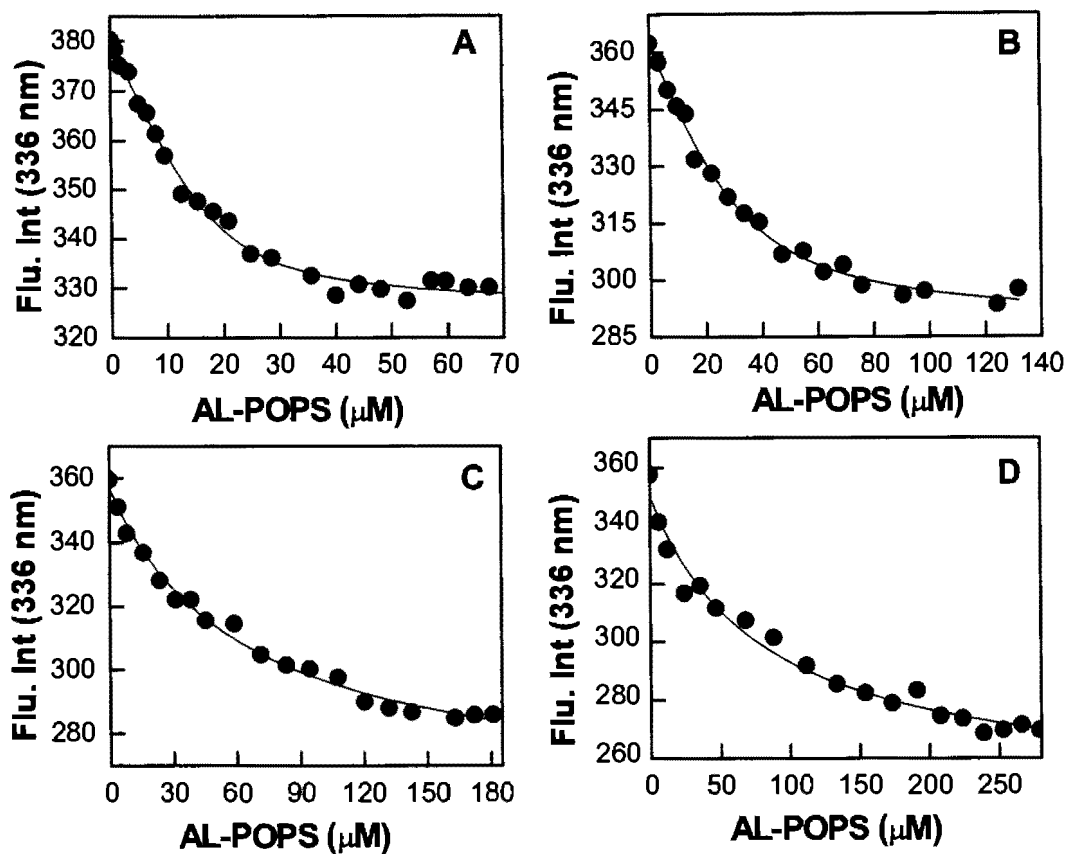 A
Flu. Int (336 nm)
380
370
360
350
340
330
320
0 10 20 30 40 50 60 70
AL-POPS (μM)
B
Flu. Int (336 nm)
360
345
330
315
300
285
0 20 40 60 80 100 120 140
AL-POPS (μM)
C
Flu. Int (336 nm)
360
340
320
300
280
0 30 60 90 120 150 180
AL-POPS (μM)
D
Flu. Int (336 nm)
360
340
320
300
280
260
0 50 100 150 200 250
AL-POPS (μM)